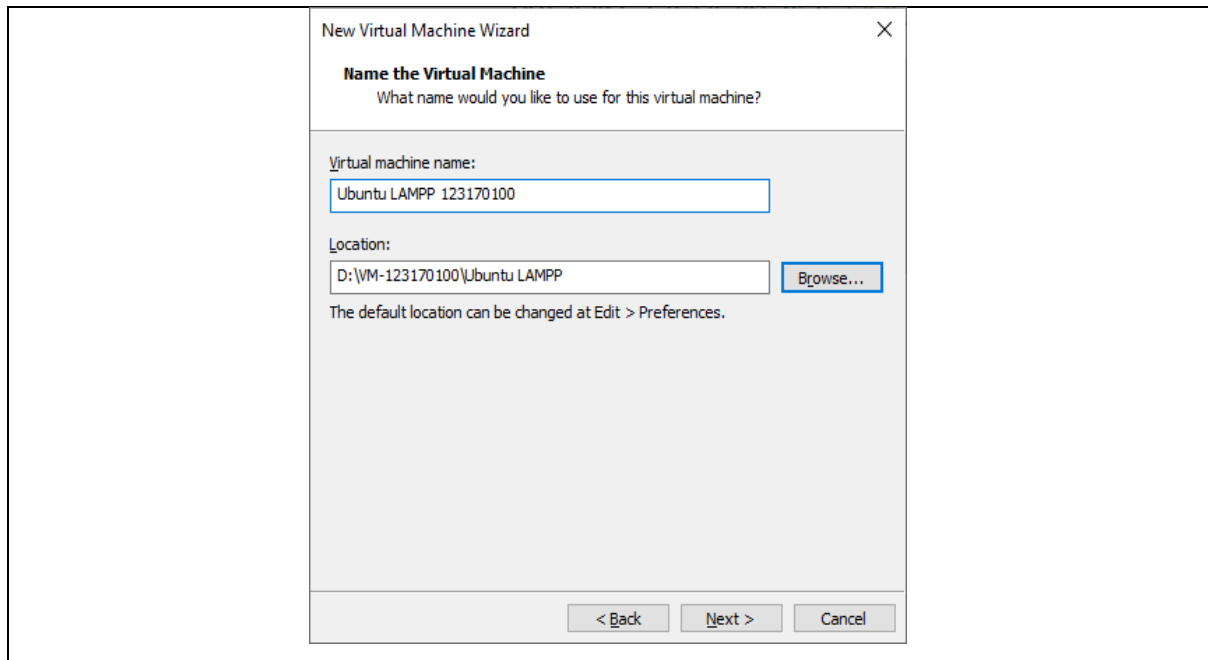 New Virtual Machine Wizard
Name the Virtual Machine
What name would you like to use for this virtual machine?
Virtual machine name:
Ubuntu LAMPP 123170100
Location:
D:\VM-123170100\Ubuntu LAMPP
Browse...
The default location can be changed at Edit > Preferences.
< Back Next > Cancel